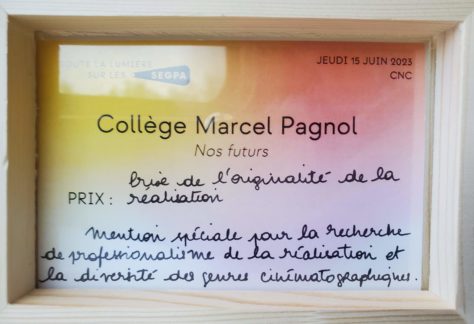 TOUTE LA LUMIÈRE
SUR LES SEGPA
JEUDI 15 JUIN 2023
CNC
Collège Marcel Pagnol
Nos futurs
PRIX : Prix de l'originalité de la
réalisation
Mention spéciale pour la recherche
de professionalisme de la réalisation et
la diversité des genres cinématographiques.